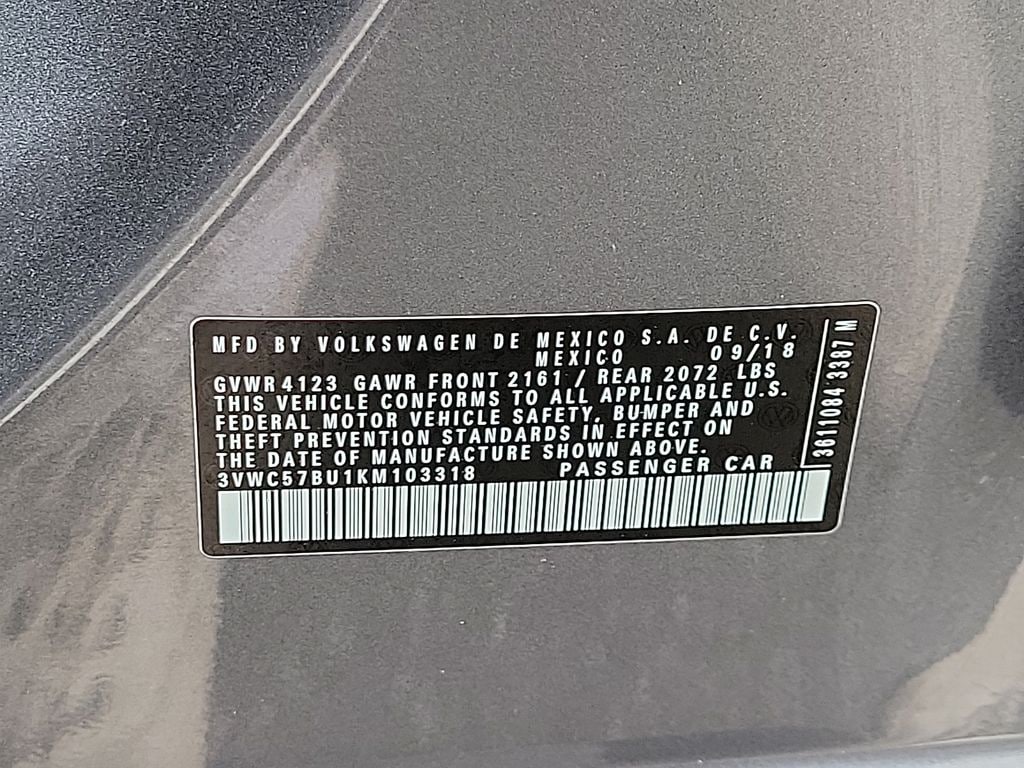 MFD BY VOLKSWAGEN DE MEXICO S.A. DE C.V.
MEXICO 09/18
GVWR 4123 GAWR FRONT 2161 / REAR 2072 LBS
THIS VEHICLE CONFORMS TO ALL APPLICABLE U.S.
FEDERAL MOTOR VEHICLE SAFETY, BUMPER AND
THEFT PREVENTION STANDARDS IN EFFECT ON
THE DATE OF MANUFACTURE SHOWN ABOVE.
3VWC57BU1KM103318 PASSENGER CAR
3611084 3387 M